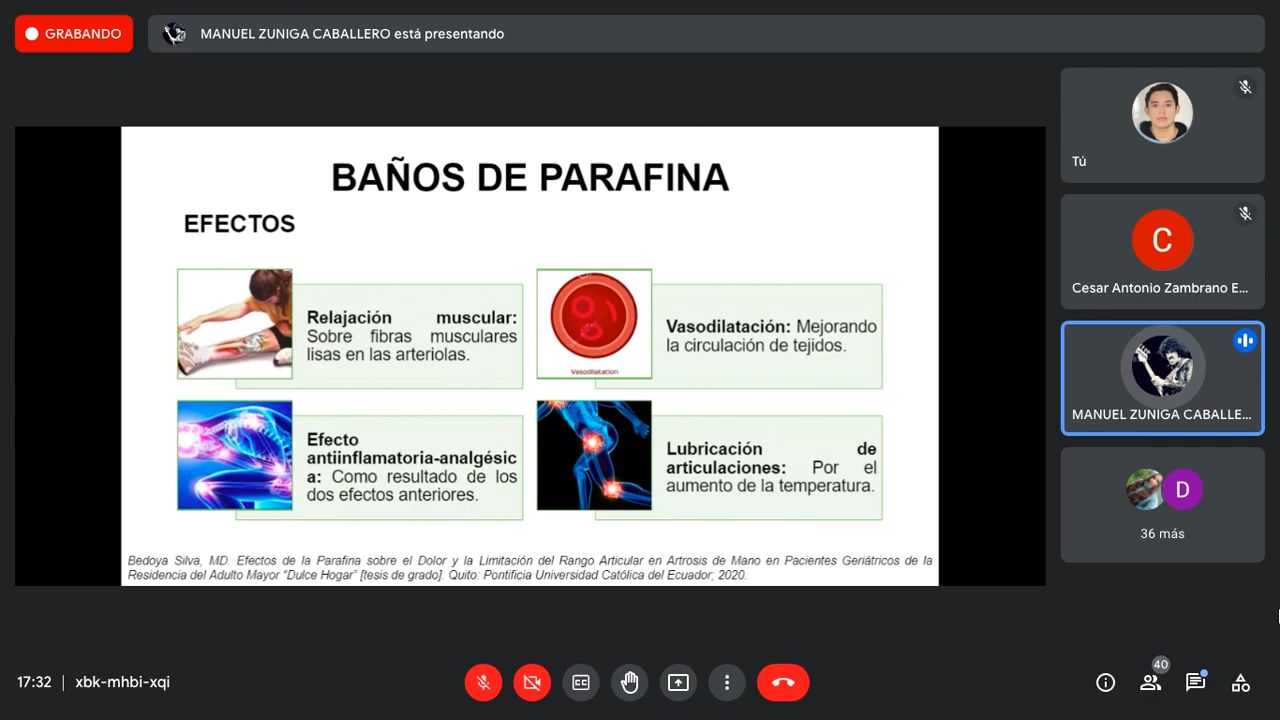 GRABANDO
MANUEL ZUNIGA CABALLERO está presentando
BAÑOS DE PARAFINA
EFECTOS
Relajación muscular:
Sobre fibras musculares
lisas en las arteriolas.
Vasodilatation
Vasodilatación: Mejorando
la circulación de tejidos.
Efecto
antiinflamatoria-analgésic
a: Como resultado de los
dos efectos anteriores.
Lubricación de
articulaciones: Por el
aumento de la temperatura.
Bedoya Silva, MD. Efectos de la Parafina sobre el Dolor y la Limitación del Rango Articular en Artrosis de Mano en Pacientes Geriátricos de la
Residencia del Adulto Mayor “Dulce Hogar” [tesis de grado]. Quito: Pontificia Universidad Católica del Ecuador; 2020.
Tú
C
Cesar Antonio Zambrano E...
MANUEL ZUNIGA CABALLE...
D
36 más
17:32 | xbk-mhbi-xqi
CC
40